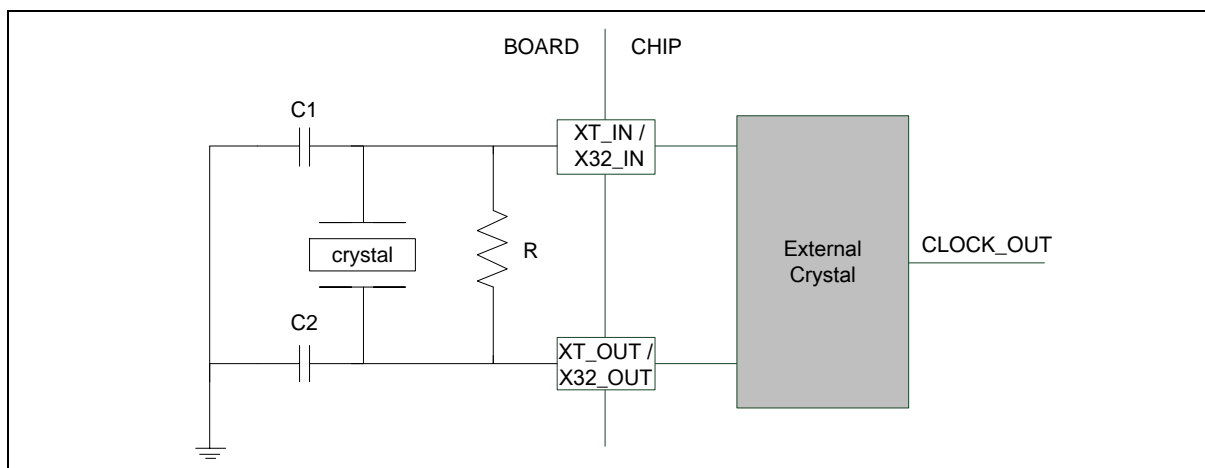 BOARD
CHIP
C1
XT_IN /
X32_IN
crystal
R
External
Crystal
CLOCK_OUT
C2
XT_OUT /
X32_OUT